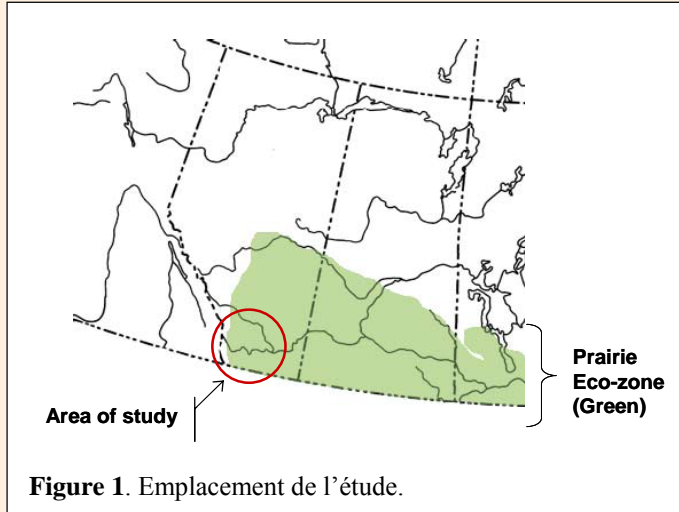 Prairie
Eco-zone
(Green)
Area of study
Figure 1. Emplacement de l’étude.